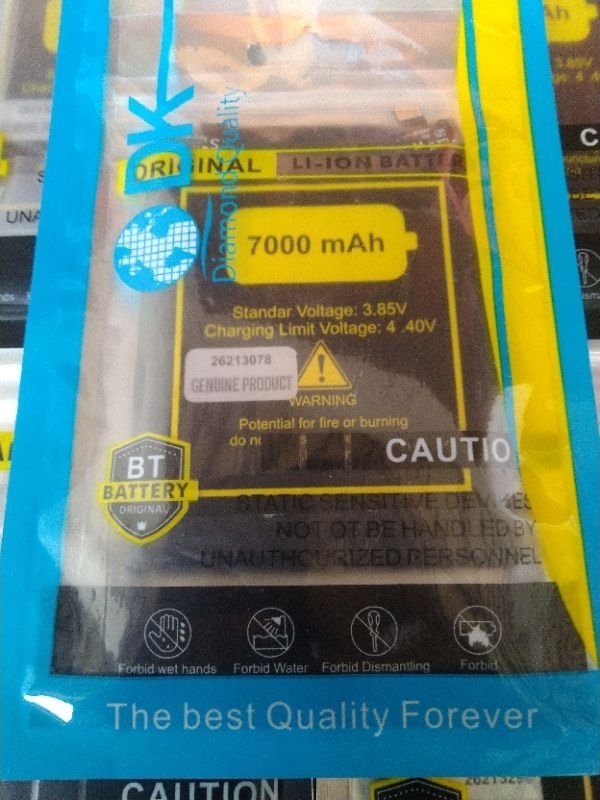 DK
Diamond Quality
ORIGINAL LI-ION BATTER
7000 mAh
Standar Voltage: 3.85V
Charging Limit Voltage: 4 .40V
26213078
GENUINE PRODUCT
WARNING
Potential for fire or burning
do no
CAUTIO
BT
BATTERY
ORIGINAL
STATIC SENSITIVE DEVICES
NOT OT BE HANDLED BY
UNAUTHOURIZED PERSONNEL
Forbid wet hands Forbid Water Forbid Dismantling Forbid
The best Quality Forever
CAUTION